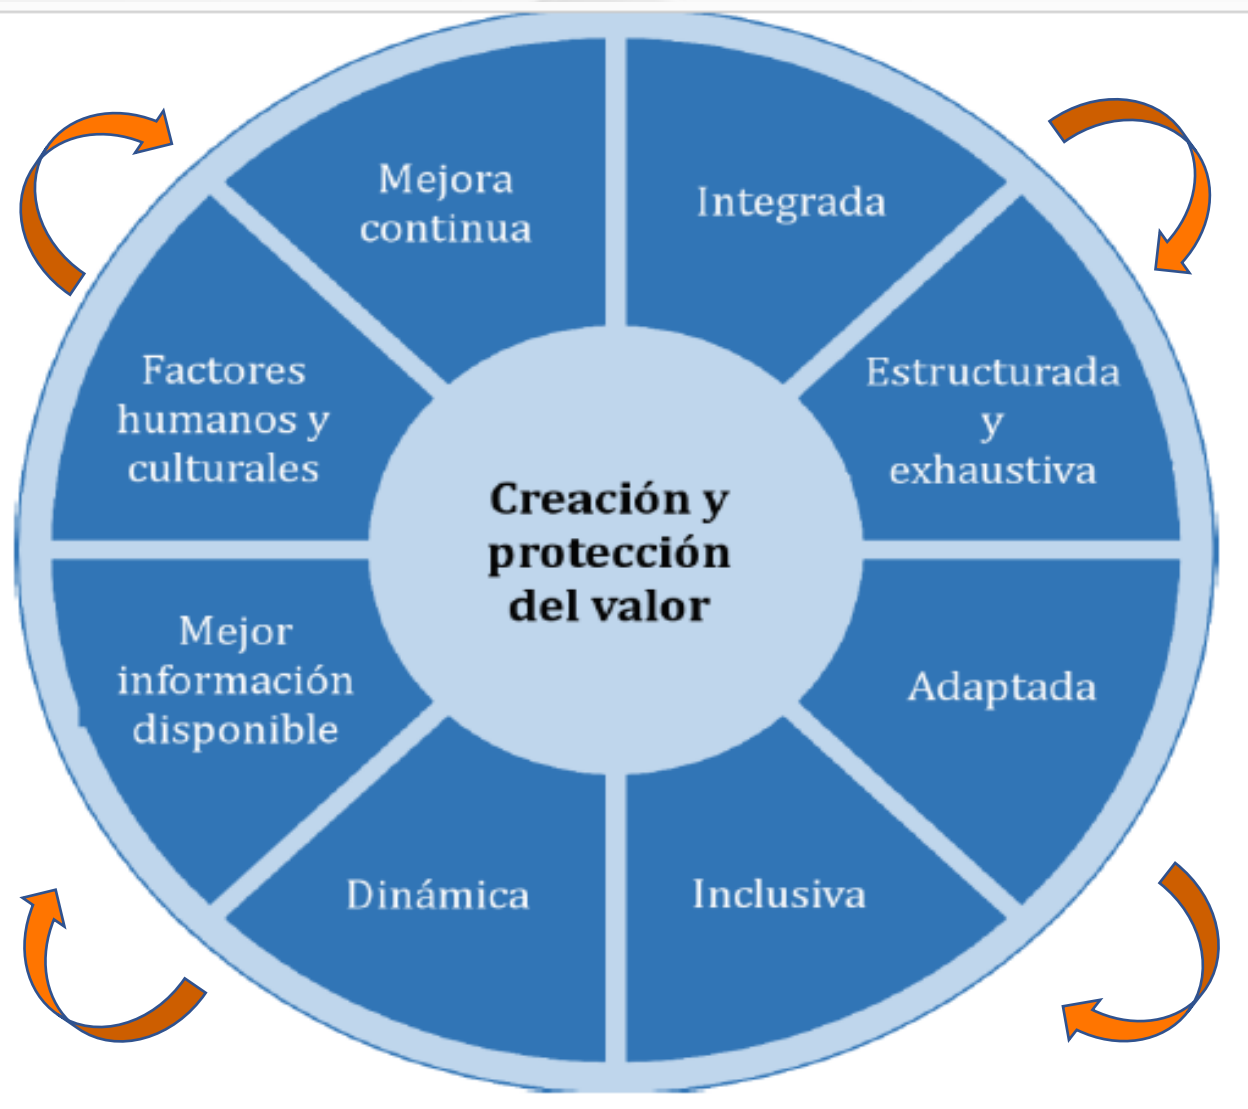 Mejora
continua
Integrada
Estructurada
y
exhaustiva
Adaptada
Inclusiva
Dinámica
Mejor
información
disponible
Factores
humanos y
culturales
Creación y
protección
del valor